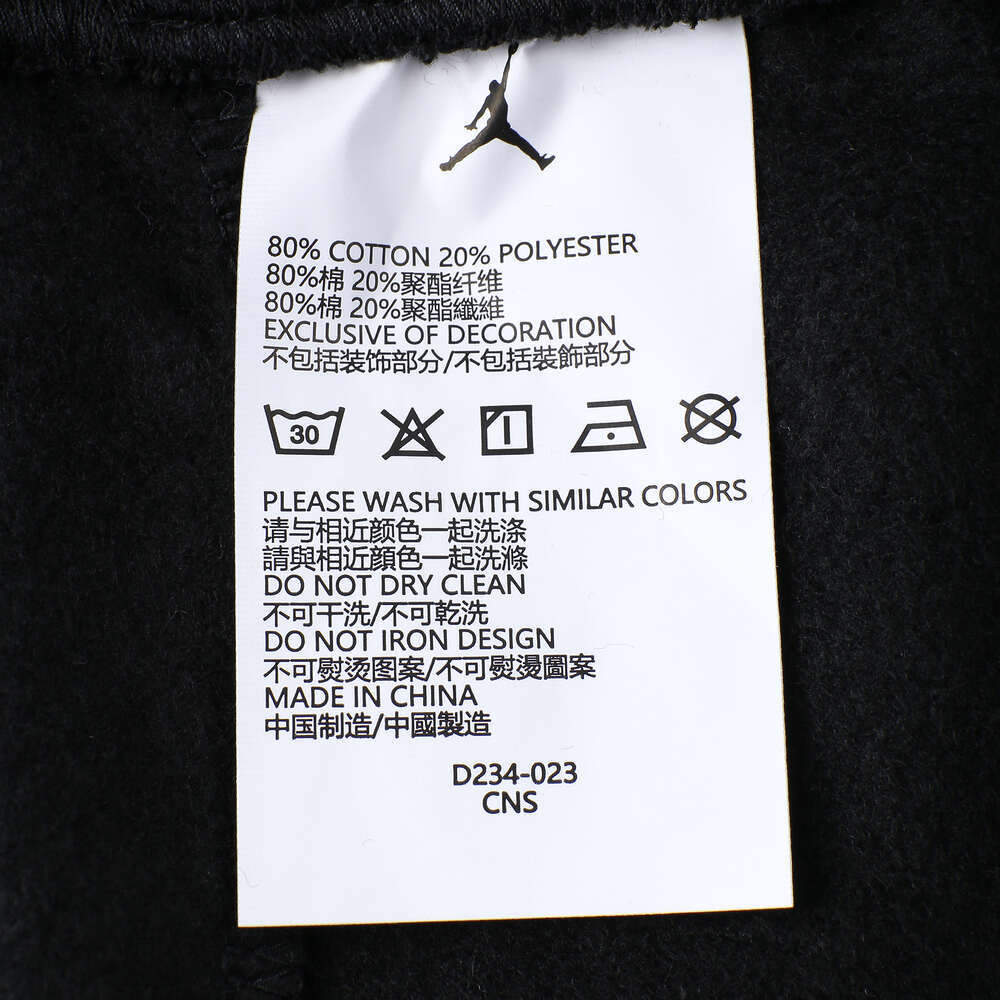 80% COTTON 20% POLYESTER
80%棉 20%聚酯纤维
80%棉 20%聚酯纖維
EXCLUSIVE OF DECORATION
不包括装饰部分/不包括裝飾部分
30
PLEASE WASH WITH SIMILAR COLORS
请与相近颜色一起洗涤
請與相近顏色一起洗滌
DO NOT DRY CLEAN
不可干洗/不可乾洗
DO NOT IRON DESIGN
不可熨烫图案/不可熨燙圖案
MADE IN CHINA
中国制造/中國製造
D234-023
CNS